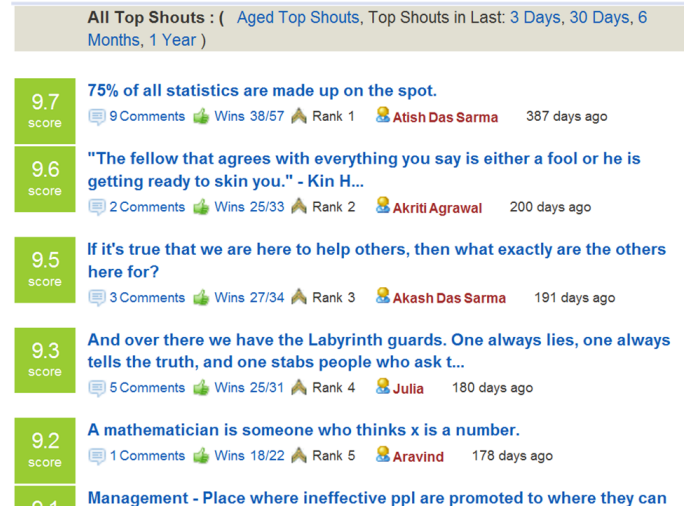 All Top Shouts : ( Aged Top Shouts, Top Shouts in Last: 3 Days, 30 Days, 6
Months, 1 Year )
9.7
score
75% of all statistics are made up on the spot.
9 Comments Wins 38/57 Rank 1 Atish Das Sarma 387 days ago
9.6
score
"The fellow that agrees with everything you say is either a fool or he is
getting ready to skin you." - Kin H...
2 Comments Wins 25/33 Rank 2 Akriti Agrawal 200 days ago
9.5
score
If it's true that we are here to help others, then what exactly are the others
here for?
3 Comments Wins 27/34 Rank 3 Akash Das Sarma 191 days ago
9.3
score
And over there we have the Labyrinth guards. One always lies, one always
tells the truth, and one stabs people who ask t...
5 Comments Wins 25/31 Rank 4 Julia 180 days ago
9.2
score
A mathematician is someone who thinks x is a number.
1 Comments Wins 18/22 Rank 5 Aravind 178 days ago
Management - Place where ineffective ppl are promoted to where they can